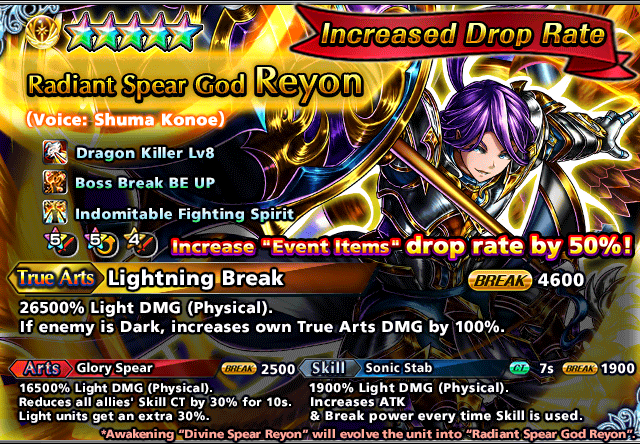 Increased Drop Rate
Radiant Spear God Reyon
(Voice: Shuma Konoe)
Dragon Killer Lv8
Boss Break BE UP
Indomitable Fighting Spirit
5 5 4
Increase "Event Items" drop rate by 50%!
True Arts Lightning Break BREAK 4600
26500% Light DMG (Physical).
If enemy is Dark, increases own True Arts DMG by 100%.
Arts Glory Spear BREAK 2500
16500% Light DMG (Physical).
Reduces all allies' Skill CT by 30% for 10s.
Light units get an extra 30%.
Skill Sonic Stab CT 7s BREAK 1900
1900% Light DMG (Physical).
Increases ATK
& Break power every time Skill is used.
*Awakening "Divine Spear Reyon" will evolve the unit into "Radiant Spear God Reyon".